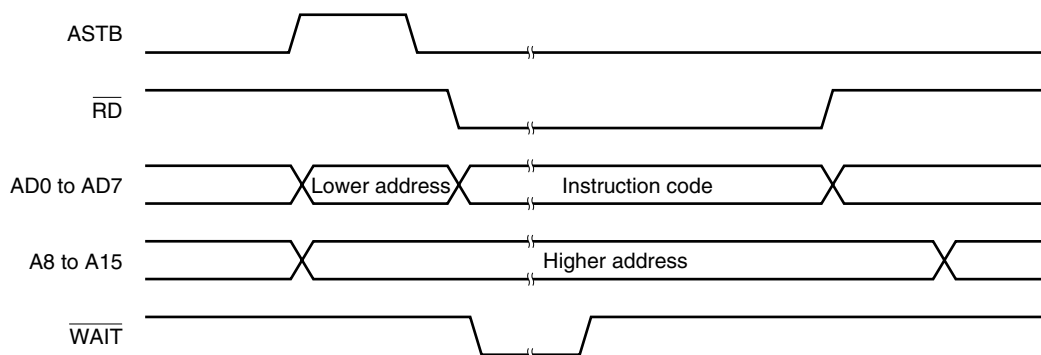 ASTB
RD
AD0 to AD7 Lower address Instruction code
A8 to A15 Higher address
WAIT